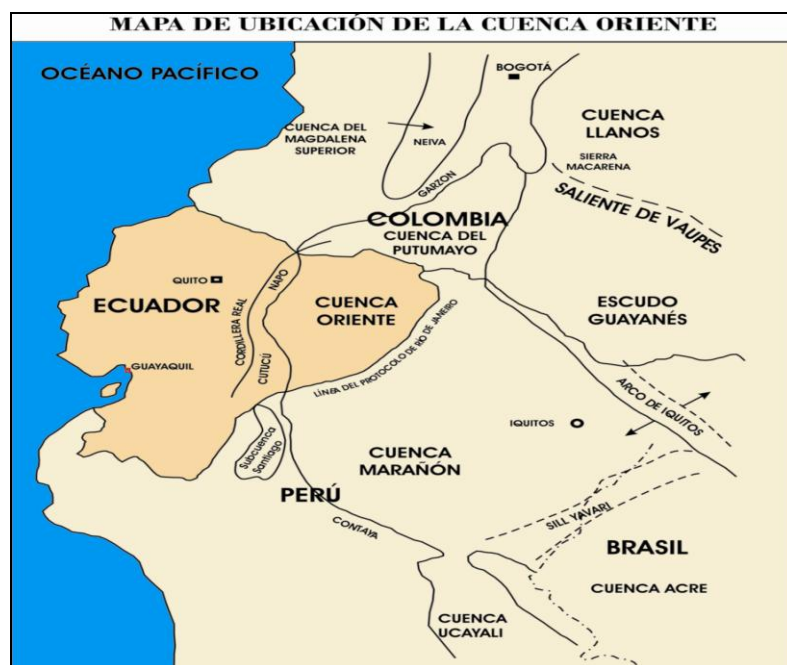 MAPA DE UBICACIÓN DE LA CUENCA ORIENTE
OCÉANO PACÍFICO
BOGOTÁ
CUENCA
LLANOS
CUENCA DEL
MAGDALENA
SUPERIOR
NEIVA
SIERRA
MACARENA
GARZON
SALIENTE DE VAUPES
COLOMBIA
CUENCA DEL
PUTUMAYO
QUITO
NAPO
ECUADOR
CORDILLERA REAL
CUENCA
ORIENTE
ESCUDO
GUAYANÉS
CUTUCÚ
LÍNEA DEL PROTOCOLO DE RÍO DE JANEIRO
GUAYAQUIL
ARCO DE IQUITOS
IQUITOS
Subcuenca
Santiago
CUENCA
MARAÑÓN
PERÚ
CONTAYA
SILL YAVARI
BRASIL
CUENCA ACRE
CUENCA
UCAYALI